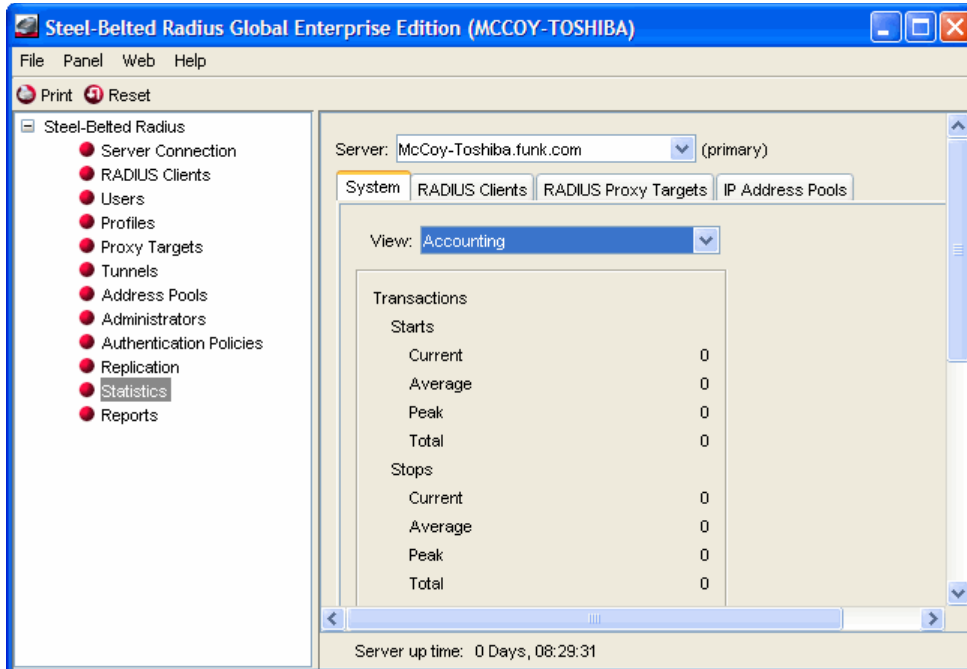 Steel-Belted Radius Global Enterprise Edition (MCCOY-TOSHIBA)
File Panel Web Help
Print Reset
Steel-Belted Radius
Server Connection
RADIUS Clients
Users
Profiles
Proxy Targets
Tunnels
Address Pools
Administrators
Authentication Policies
Replication
Statistics
Reports
Server: McCoy-Toshiba.funk.com (primary)
System RADIUS Clients RADIUS Proxy Targets IP Address Pools
View: Accounting
Transactions
Starts
Current 0
Average 0
Peak 0
Total 0
Stops
Current 0
Average 0
Peak 0
Total 0
Server up time: 0 Days, 08:29:31